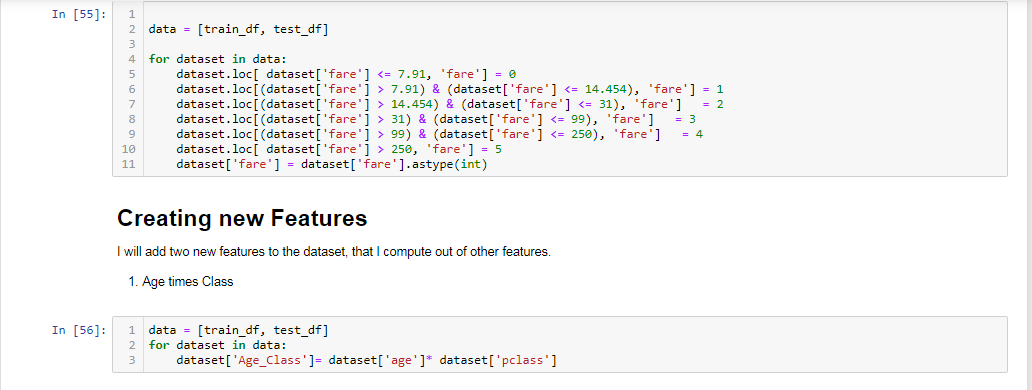 In [55]:
1
2 data = [train_df, test_df]
3
4 for dataset in data:
5     dataset.loc[ dataset['fare'] <= 7.91, 'fare'] = 0
6     dataset.loc[(dataset['fare'] > 7.91) & (dataset['fare'] <= 14.454), 'fare'] = 1
7     dataset.loc[(dataset['fare'] > 14.454) & (dataset['fare'] <= 31), 'fare']   = 2
8     dataset.loc[(dataset['fare'] > 31) & (dataset['fare'] <= 99), 'fare']   = 3
9     dataset.loc[(dataset['fare'] > 99) & (dataset['fare'] <= 250), 'fare']   = 4
10     dataset.loc[ dataset['fare'] > 250, 'fare'] = 5
11     dataset['fare'] = dataset['fare'].astype(int)
Creating new Features
I will add two new features to the dataset, that I compute out of other features.
1. Age times Class
In [56]:
1 data = [train_df, test_df]
2 for dataset in data:
3     dataset['Age_Class']= dataset['age']* dataset['pclass']